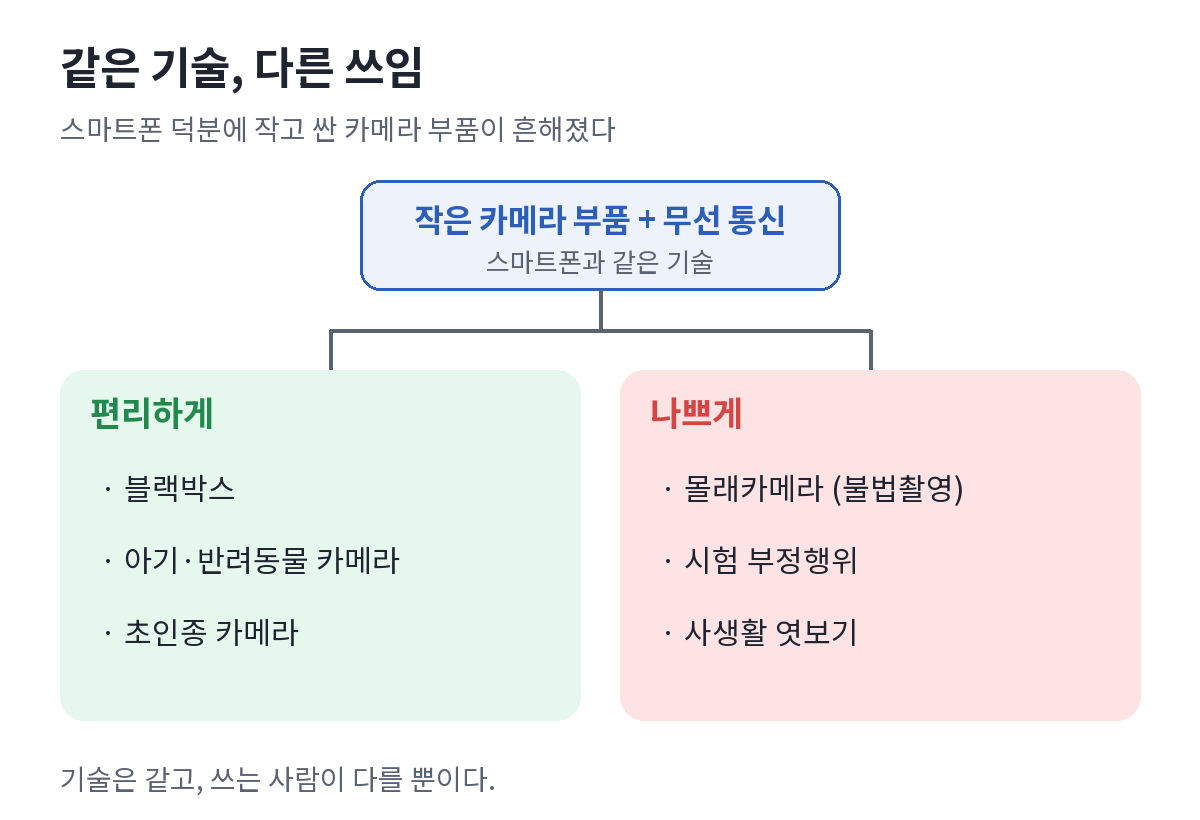 같은 기술, 다른 쓰임
스마트폰 덕분에 작고 싼 카메라 부품이 흔해졌다
작은 카메라 부품 + 무선 통신
스마트폰과 같은 기술
편리하게
· 블랙박스
· 아기·반려동물 카메라
· 초인종 카메라
나쁘게
· 몰래카메라 (불법촬영)
· 시험 부정행위
· 사생활 엿보기
기술은 같고, 쓰는 사람이 다를 뿐이다.